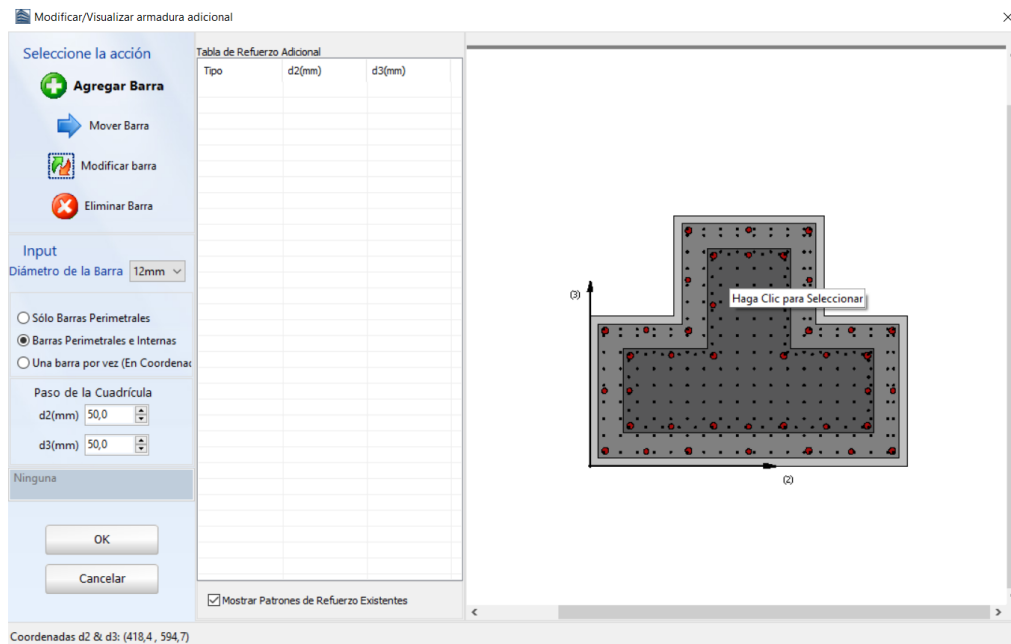 Modificar/Visualizar armadura adicional
Seleccione la acción
Agregar Barra
Mover Barra
Modificar barra
Eliminar Barra
Input
Diámetro de la Barra 12mm
Sólo Barras Perimetrales
Barras Perimetrales e Internas
Una barra por vez (En Coordenad
Paso de la Cuadrícula
d2(mm) 50,0
d3(mm) 50,0
Ninguna
OK
Cancelar
Tabla de Refuerzo Adicional
Tipo d2(mm) d3(mm)
Mostrar Patrones de Refuerzo Existentes
(3)
Haga Clic para Seleccionar
(2)
Coordenadas d2 & d3: (418,4 , 594,7)